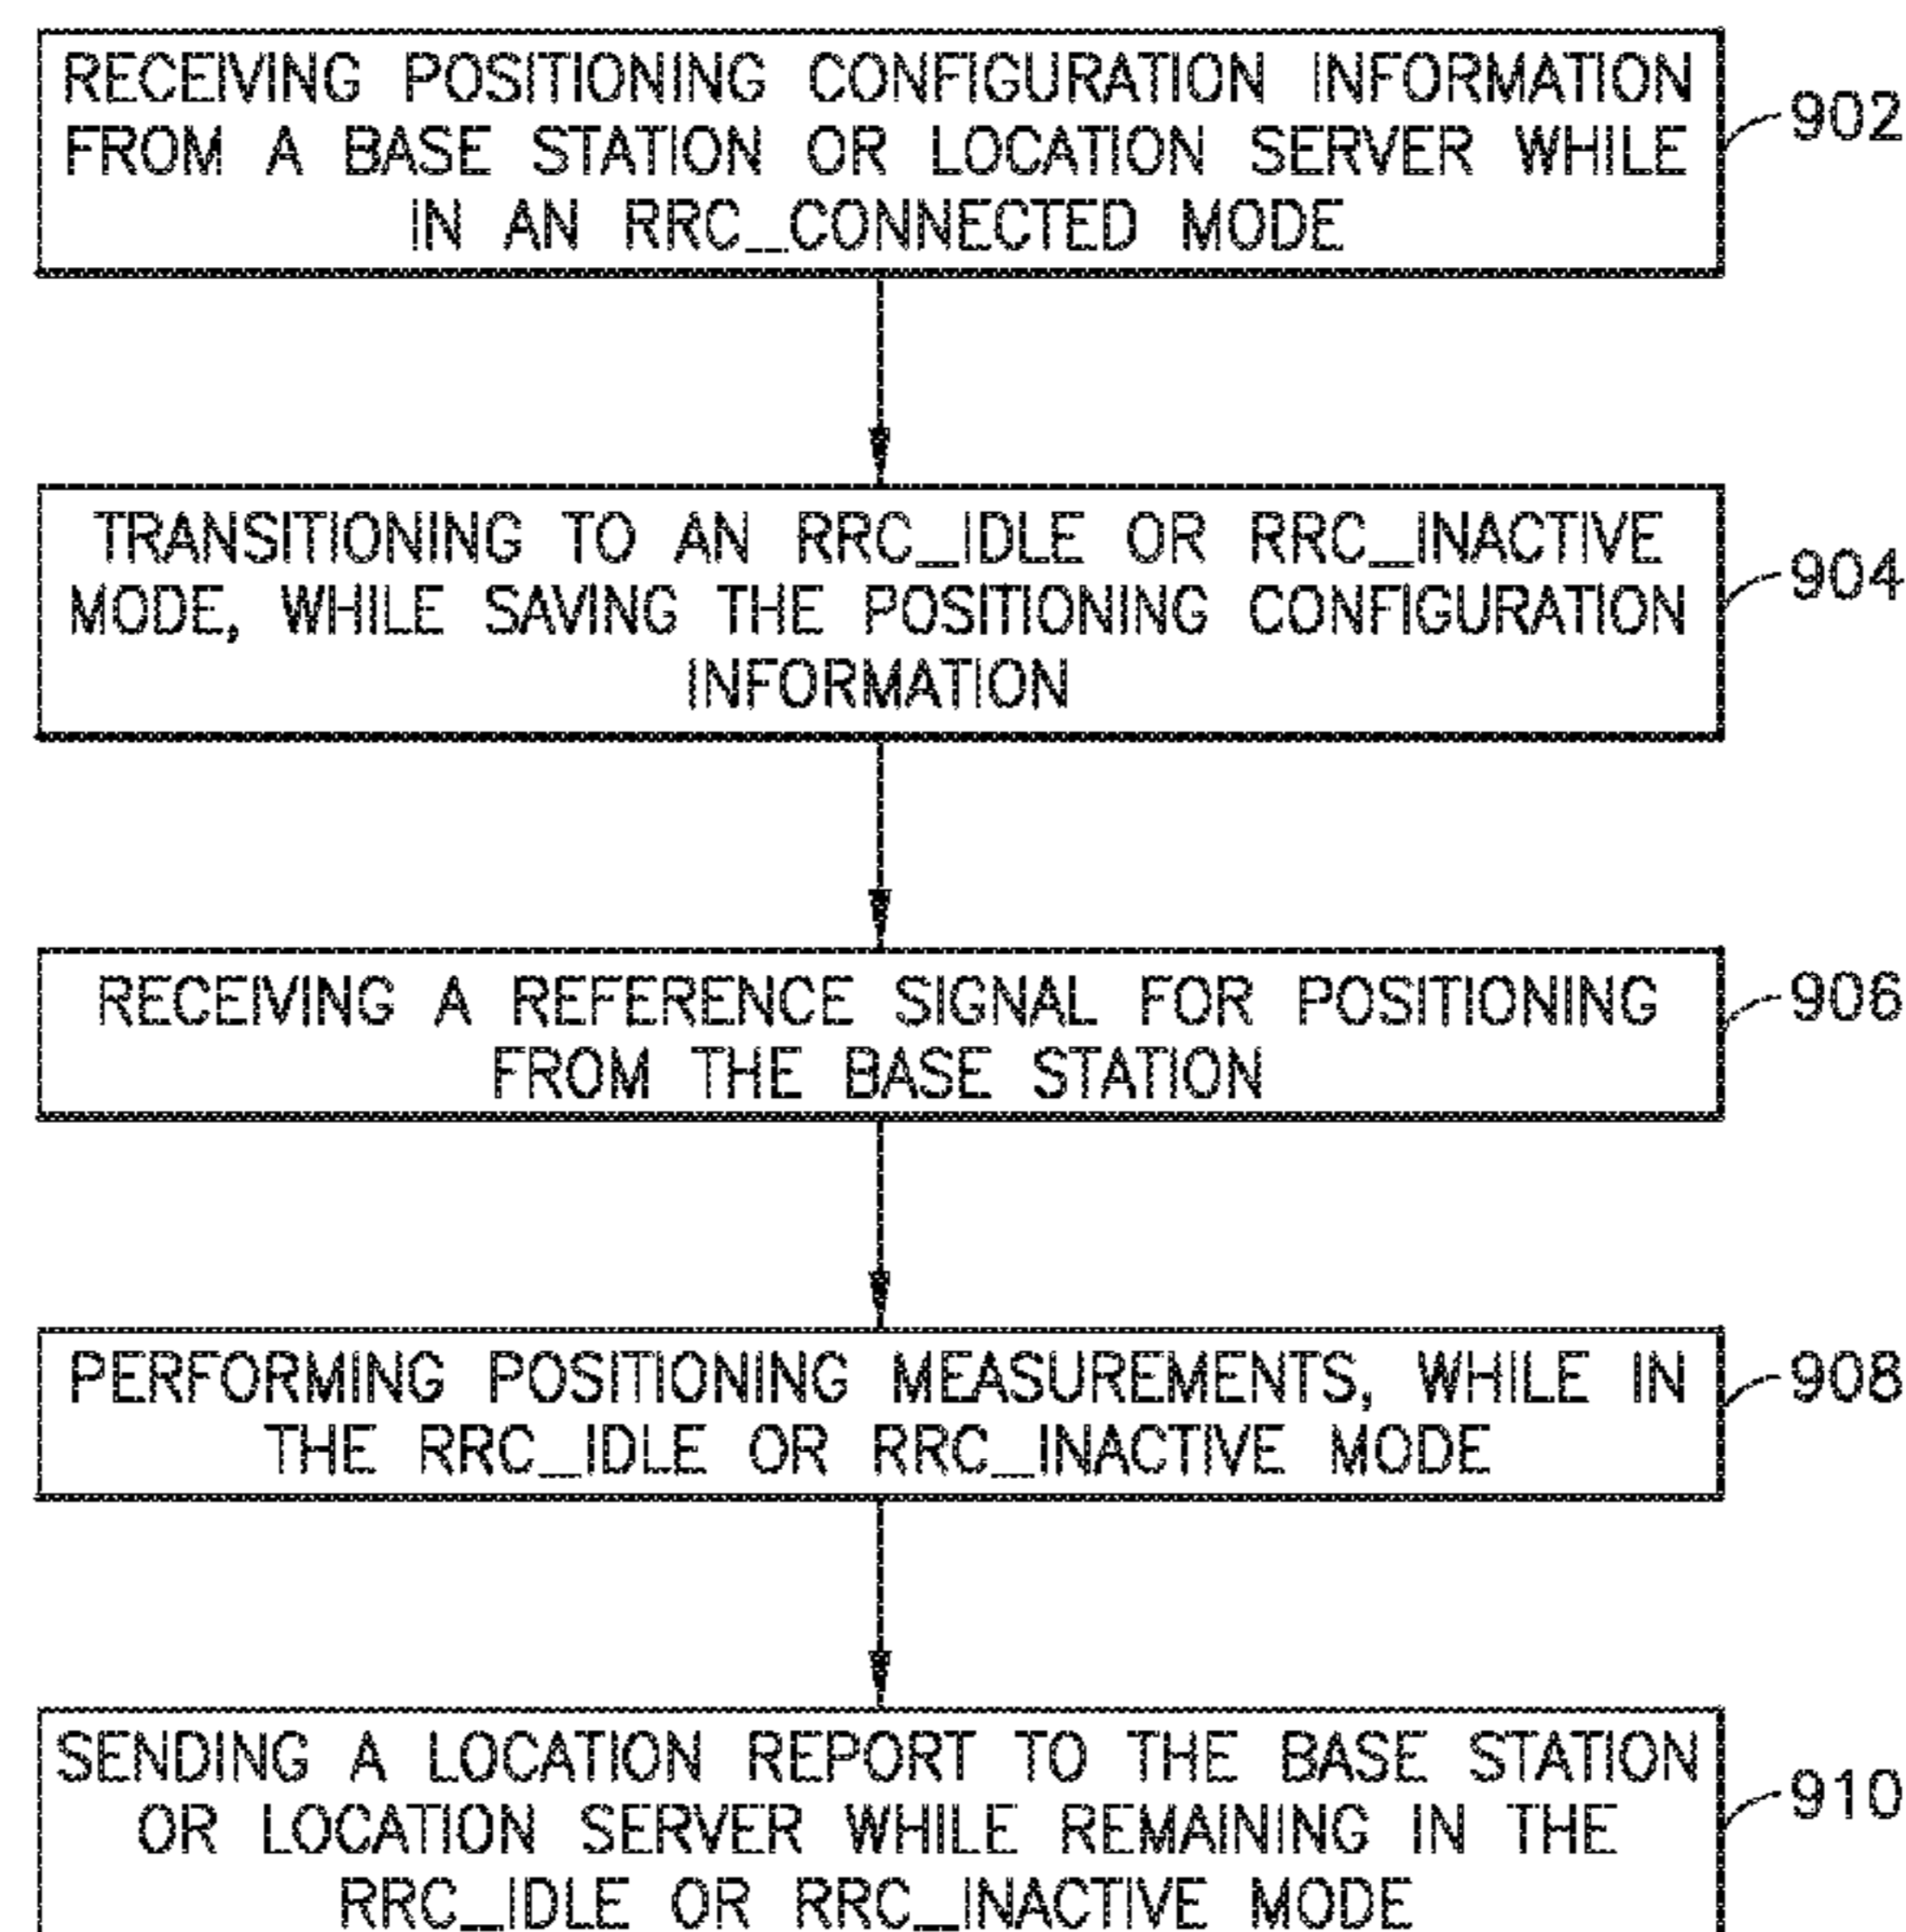 RECEIVING POSITIONING CONFIGURATION INFORMATION
FROM A BASE STATION OR LOCATION SERVER WHILE
IN AN RRC_CONNECTED MODE
902
TRANSITIONING TO AN RRC_IDLE OR RRC_INACTIVE
MODE, WHILE SAVING THE POSITIONING CONFIGURATION
INFORMATION
904
RECEIVING A REFERENCE SIGNAL FOR POSITIONING
FROM THE BASE STATION
906
PERFORMING POSITIONING MEASUREMENTS, WHILE IN
THE RRC_IDLE OR RRC_INACTIVE MODE
908
SENDING A LOCATION REPORT TO THE BASE STATION
OR LOCATION SERVER WHILE REMAINING IN THE
RRC_IDLE OR RRC_INACTIVE MODE
910